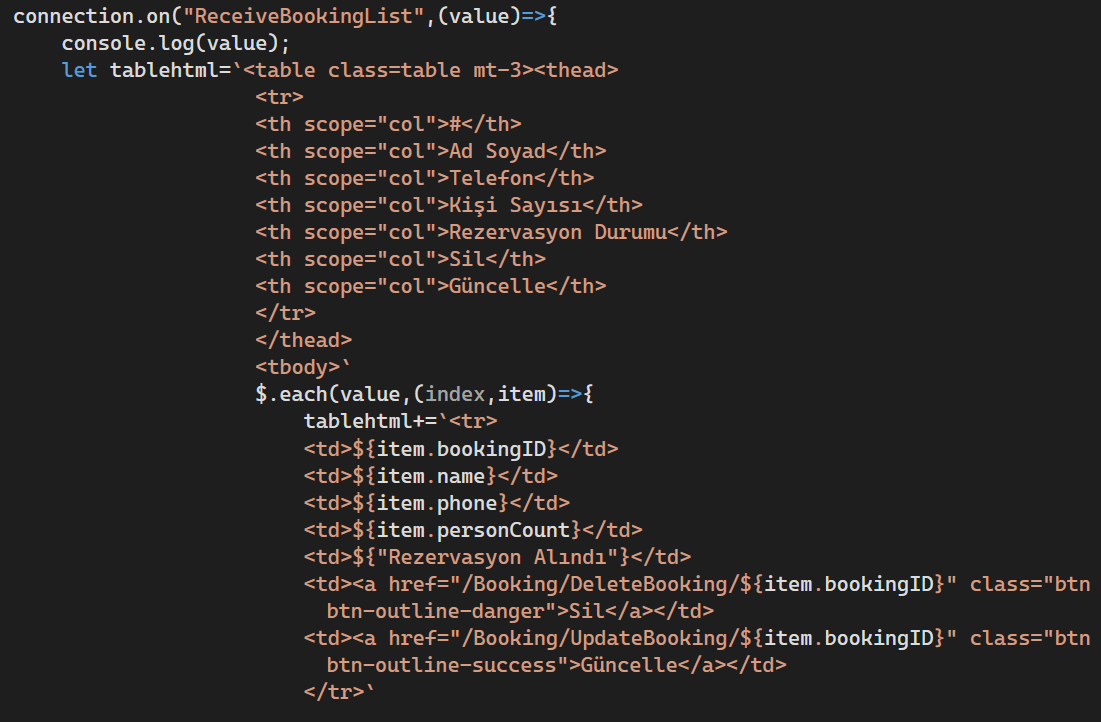 connection.on("ReceiveBookingList",(value)=>{
console.log(value);
let tablehtml=`<table class=table mt-3><thead>
<tr>
<th scope="col">#</th>
<th scope="col">Ad Soyad</th>
<th scope="col">Telefon</th>
<th scope="col">Kişi Sayısı</th>
<th scope="col">Rezervasyon Durumu</th>
<th scope="col">Sil</th>
<th scope="col">Güncelle</th>
</tr>
</thead>
<tbody>`
$.each(value,(index,item)=>{
tablehtml+=`<tr>
<td>${item.bookingID}</td>
<td>${item.name}</td>
<td>${item.phone}</td>
<td>${item.personCount}</td>
<td>${"Rezervasyon Alındı"}</td>
<td><a href="/Booking/DeleteBooking/${item.bookingID}" class="btn
btn-outline-danger">Sil</a></td>
<td><a href="/Booking/UpdateBooking/${item.bookingID}" class="btn
btn-outline-success">Güncelle</a></td>
</tr>`